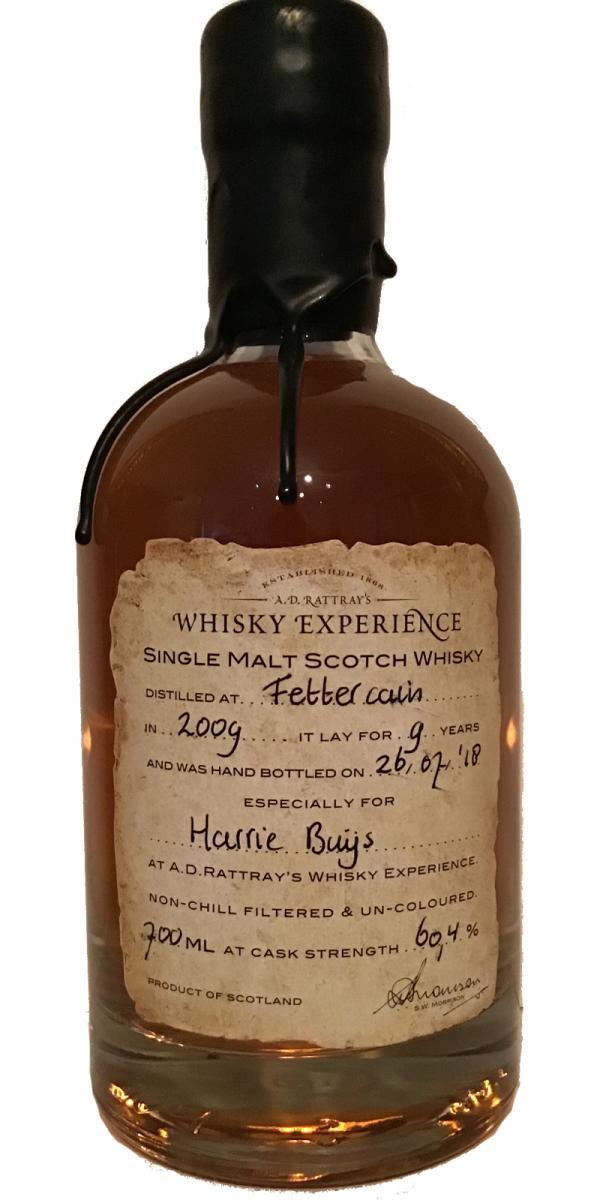 ESTABLISHED 1868
A.D. RATTRAY'S
WHISKY EXPERIENCE
SINGLE MALT SCOTCH WHISKY
DISTILLED AT... Fettercairn........
IN..2009..... IT LAY FOR.9..YEARS
AND WAS HAND BOTTLED ON.26.07.'18
ESPECIALLY FOR
.....Harrie Buijs..............
AT A.D.RATTRAY'S WHISKY EXPERIENCE.
NON-CHILL FILTERED & UN-COLOURED.
700ML AT CASK STRENGTH...60,4.%
PRODUCT OF SCOTLAND
S.W. MORRISON